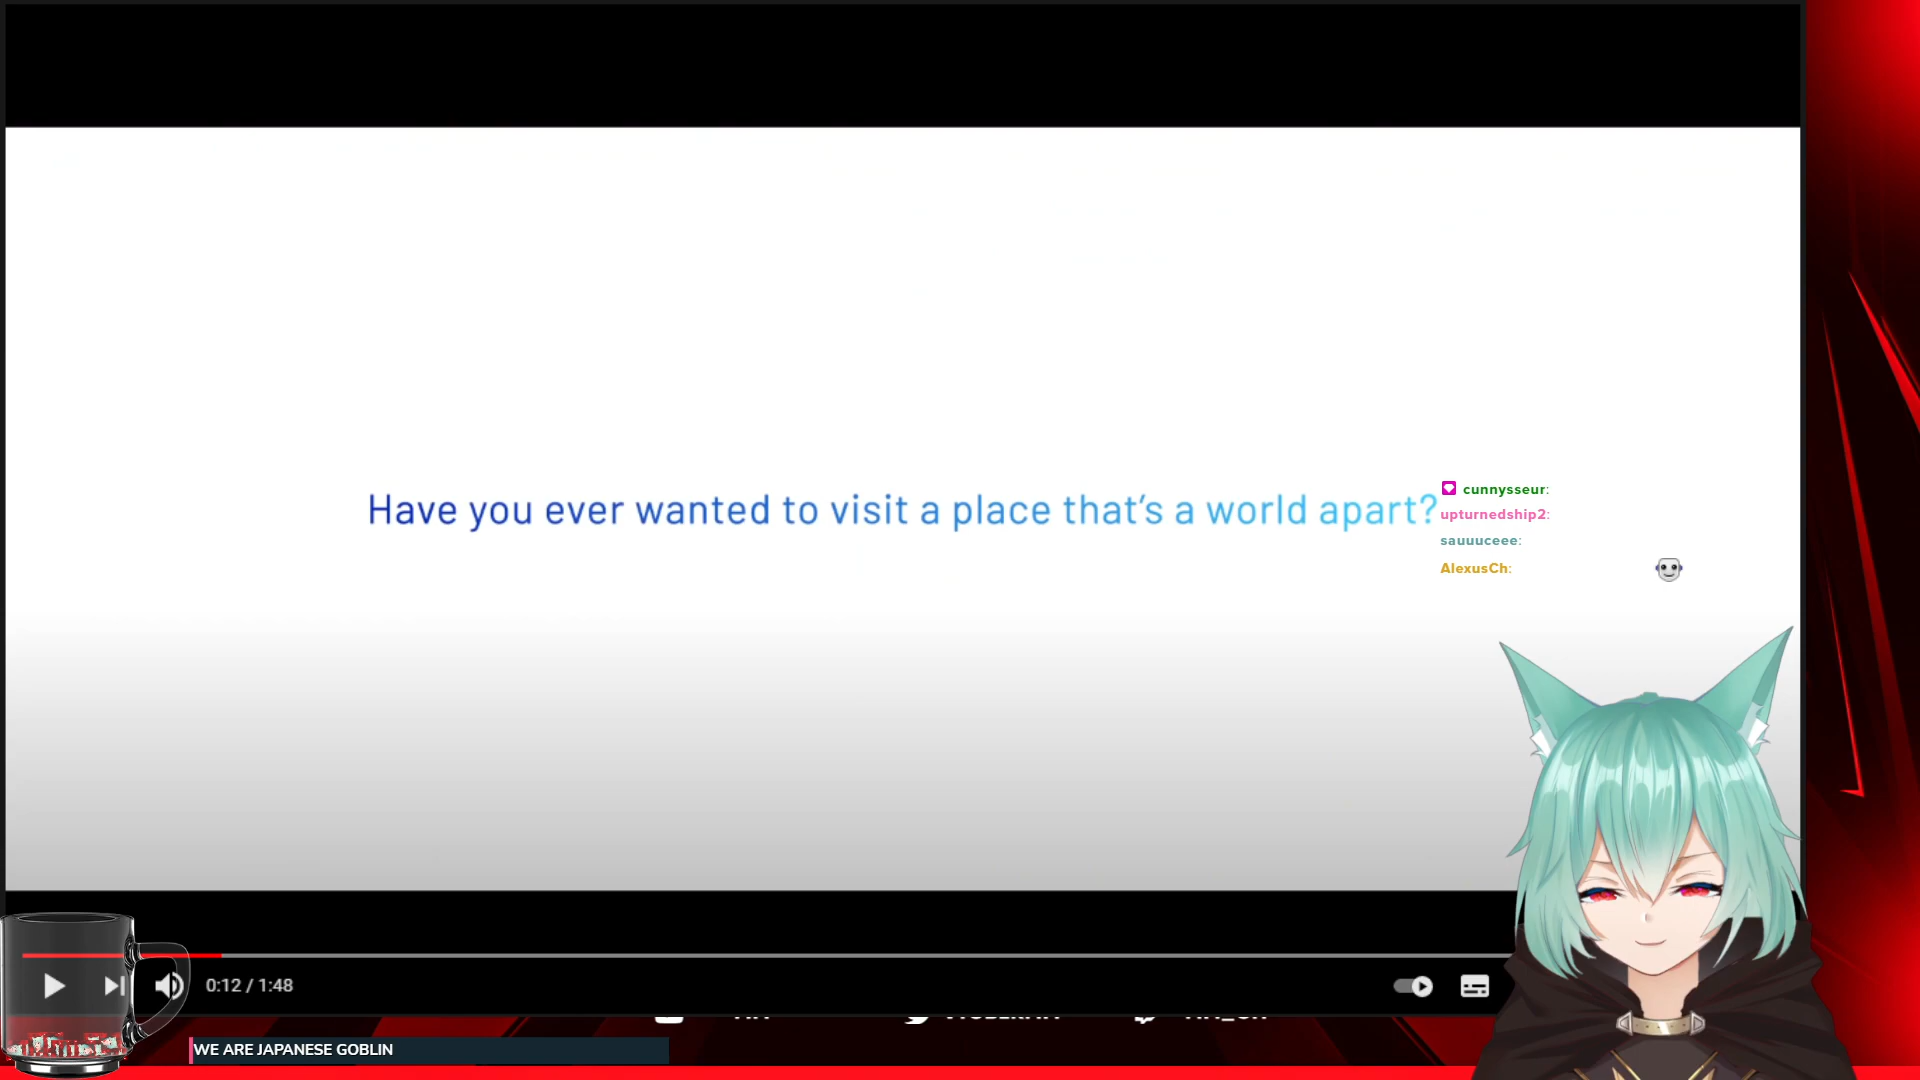 Have you ever wanted to visit a place that's a world apart?
cunnysseur:
upturnedship2:
sauuuceee:
AlexusCh:
0:12 / 1:48
WE ARE JAPANESE GOBLIN